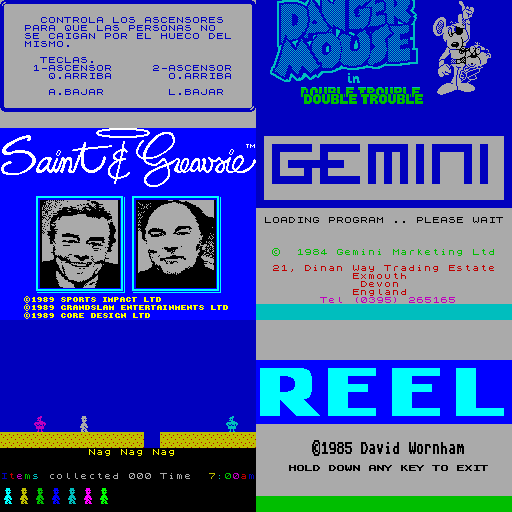 CONTROLA LOS ASCENSORES
PARA QUE LAS PERSONAS NO
SE CAIGAN POR EL HUECO DEL
MISMO.
TECLAS.
1-ASCENSOR 2-ASCENSOR
Q.ARRIBA O.ARRIBA
A.BAJAR L.BAJAR
DANGER
MOUSE
in
DOUBLE TROUBLE
DOUBLE TROUBLE
Saint & Greavsie™
©1989 SPORTS IMPACT LTD
©1989 GRANDSLAM ENTERTAINMENTS LTD
©1989 CORE DESIGN LTD
GEMINI
LOADING PROGRAM .. PLEASE WAIT
© 1984 Gemini Marketing Ltd
21, Dinan Way Trading Estate
Exmouth
Devon
England
Tel (0395) 265165
Nag Nag Nag
Items collected 000 Time 7:00am
REEL
©1985 David Wornham
HOLD DOWN ANY KEY TO EXIT